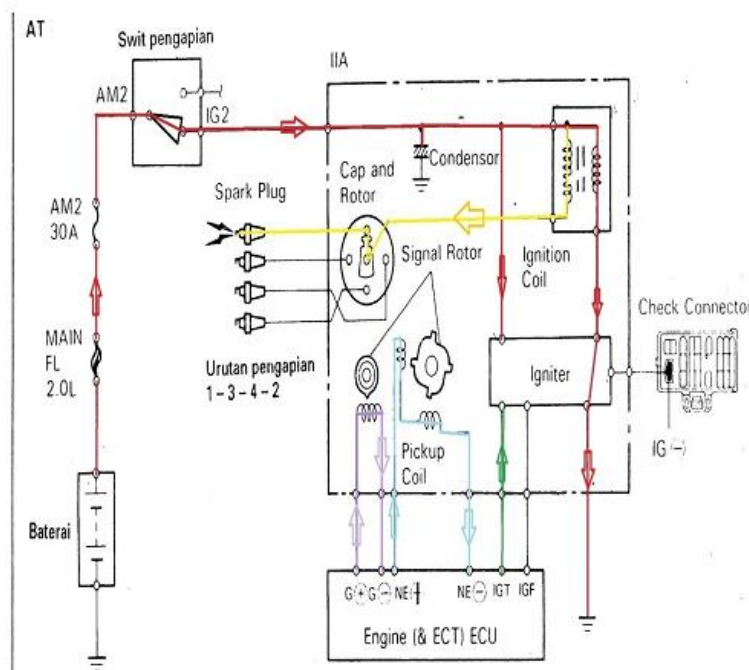 AT
Swit pengapian
IIA
AM2
IG2
Condensor
Cap and
Rotor
Spark Plug
AM2
30A
Signal Rotor
Ignition
Coil
Check Connector
MAIN
FL
2.0L
Urutan pengapian
1 – 3 – 4 – 2
Igniter
IG ⊖
Pickup
Coil
Baterai
G ⊕ G ⊖ NE ⊕ NE ⊖ IGT IGF
Engine (& ECT) ECU